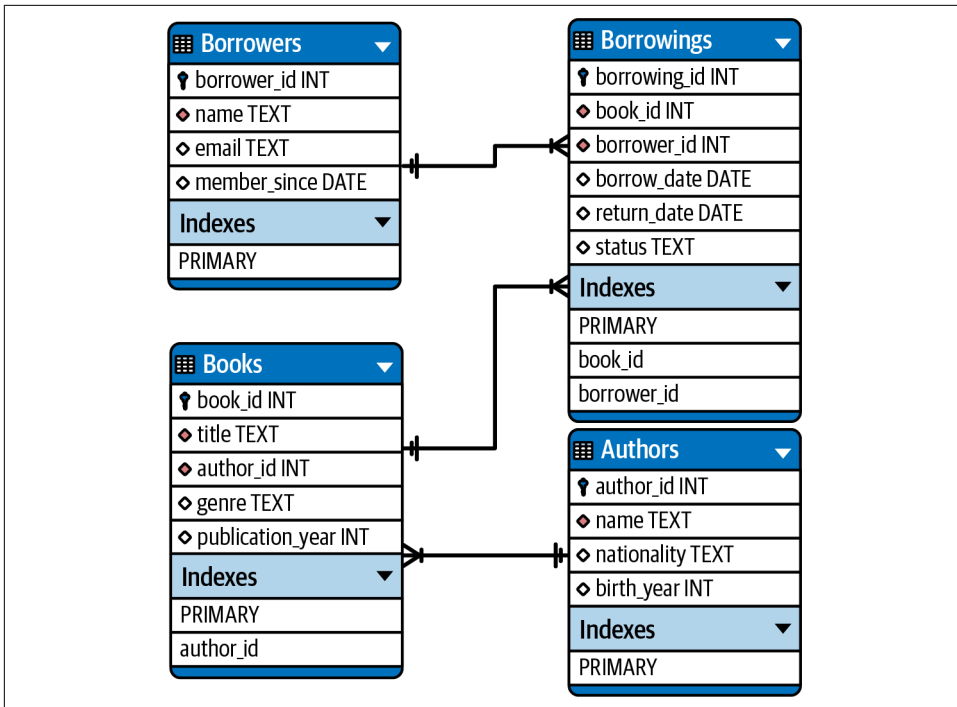 Borrowers
borrower_id INT
name TEXT
email TEXT
member_since DATE
Indexes
PRIMARY
Borrowings
borrowing_id INT
book_id INT
borrower_id INT
borrow_date DATE
return_date DATE
status TEXT
Indexes
PRIMARY
book_id
borrower_id
Books
book_id INT
title TEXT
author_id INT
genre TEXT
publication_year INT
Indexes
PRIMARY
author_id
Authors
author_id INT
name TEXT
nationality TEXT
birth_year INT
Indexes
PRIMARY